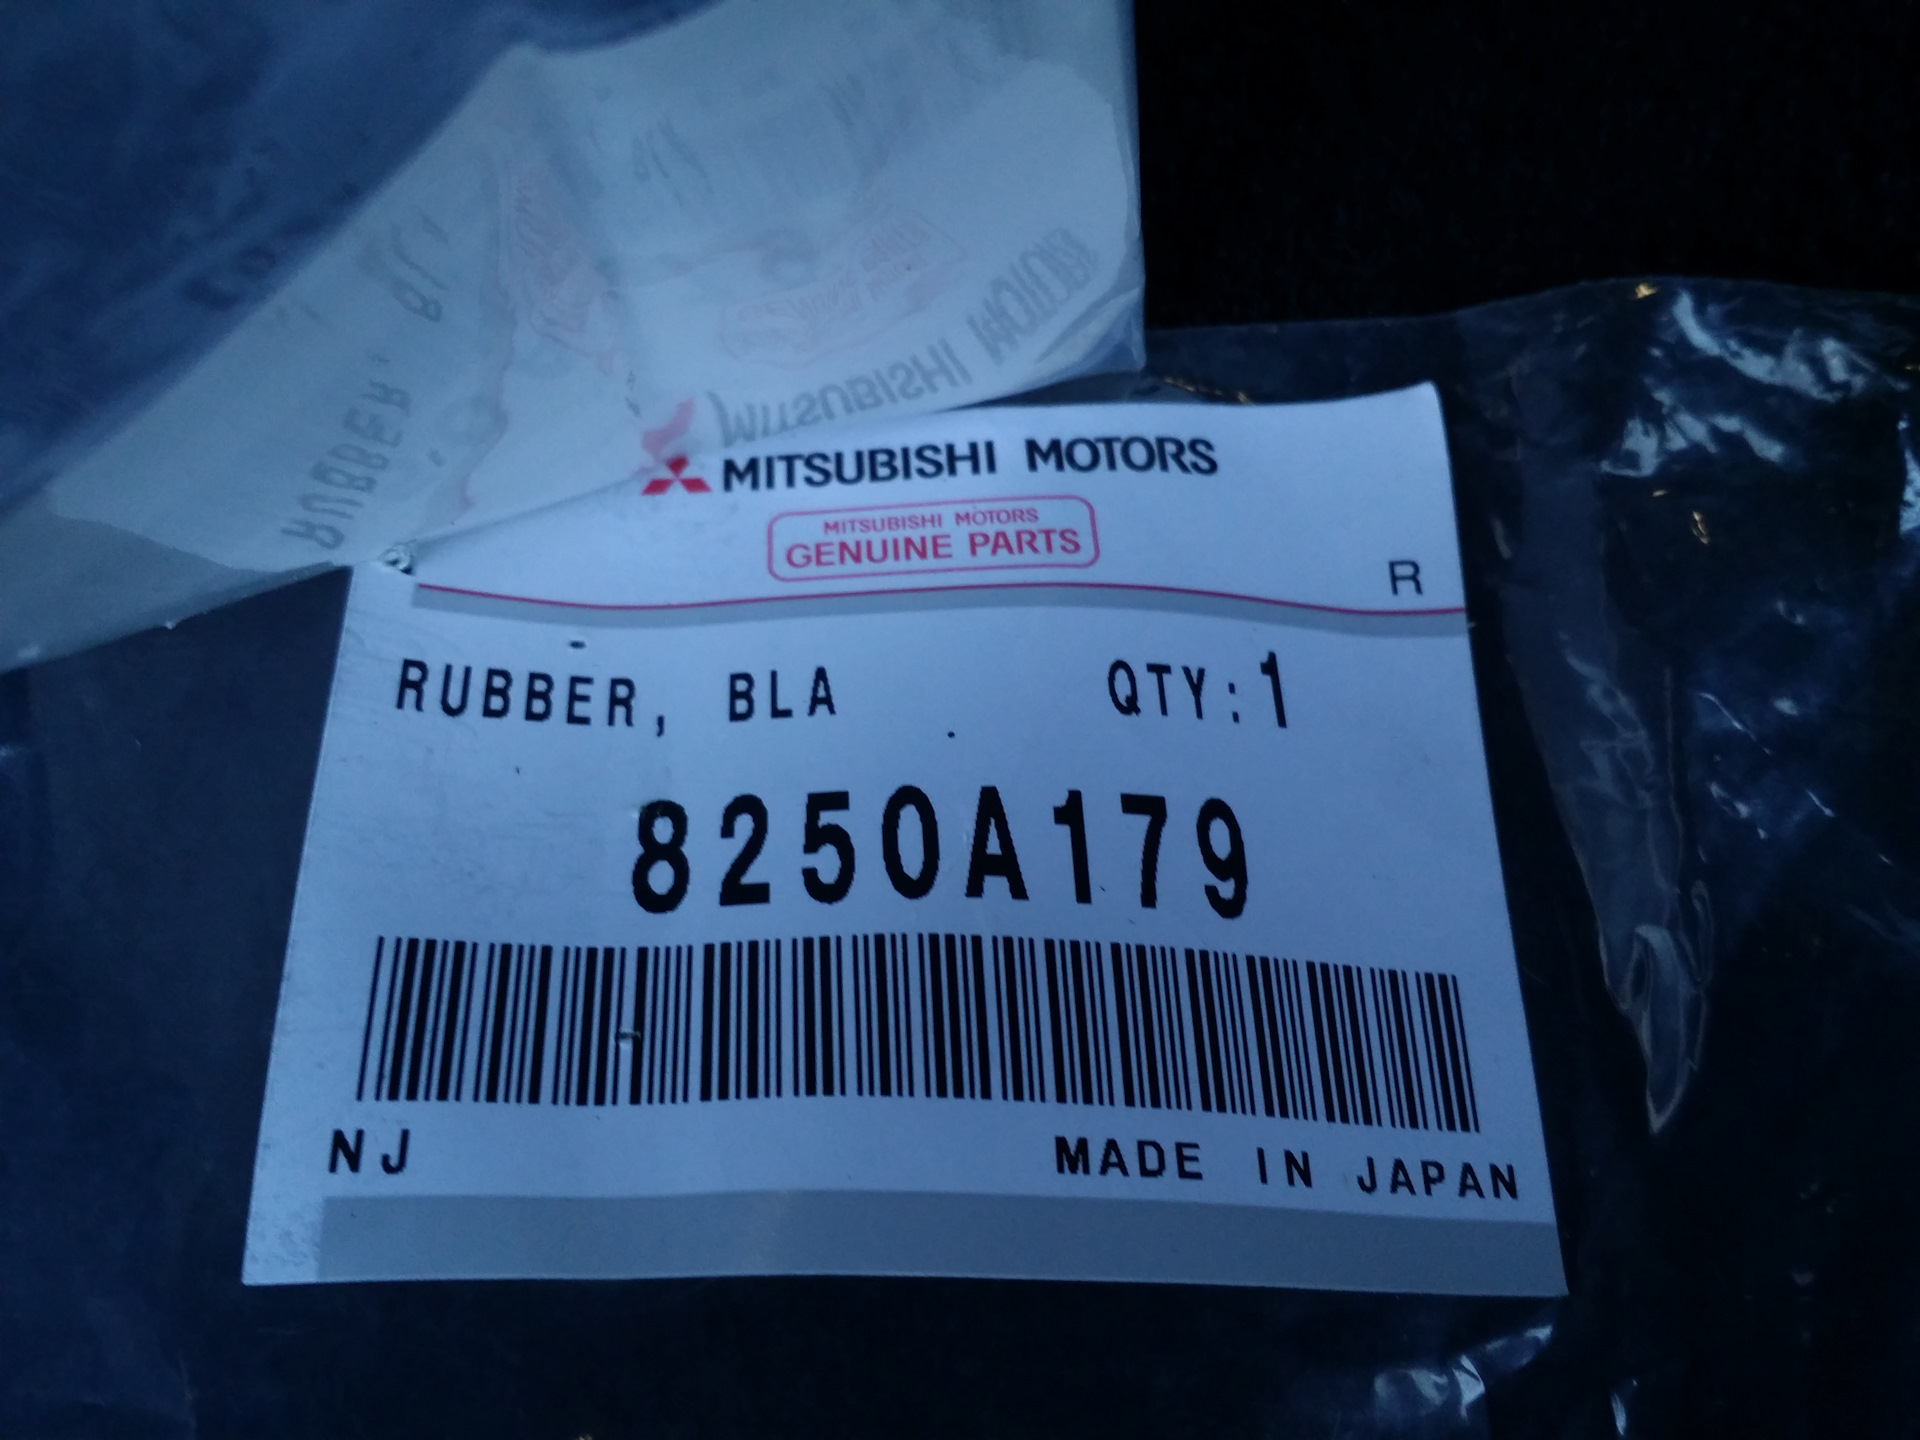 MITSUBISHI MOTORS
MITSUBISHI MOTORS
GENUINE PARTS
R
RUBBER, BLA QTY:1
8250A179
NJ MADE IN JAPAN